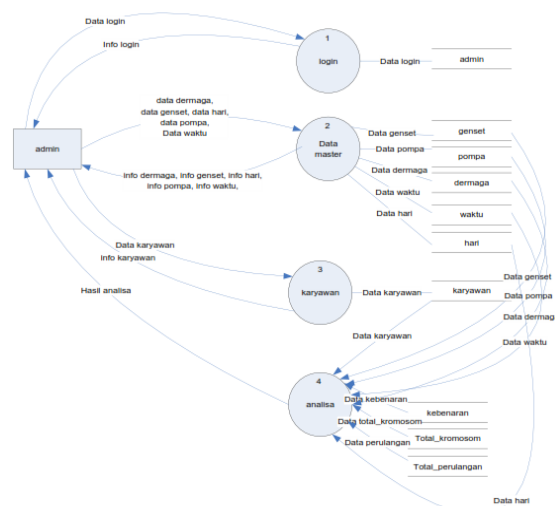 Data login
Info login
1
login
Data login
admin
data dermaga,
data genset, data hari,
data pompa,
Data waktu
admin
2
Data
master
Data genset
genset
Data pompa
pompa
Data dermaga
dermaga
Data waktu
waktu
Data hari
hari
info dermaga, info genset, info hari,
info pompa, info waktu,
Data karyawan
info karyawan
3
karyawan
Data karyawan
karyawan
Hasil analisa
Data genset
Data pompa
Data dermaga
Data waktu
Data karyawan
4
analisa
Data kebenaran
kebenaran
Data total_kromosom
Total_kromosom
Data perulangan
Total_perulangan
Data hari